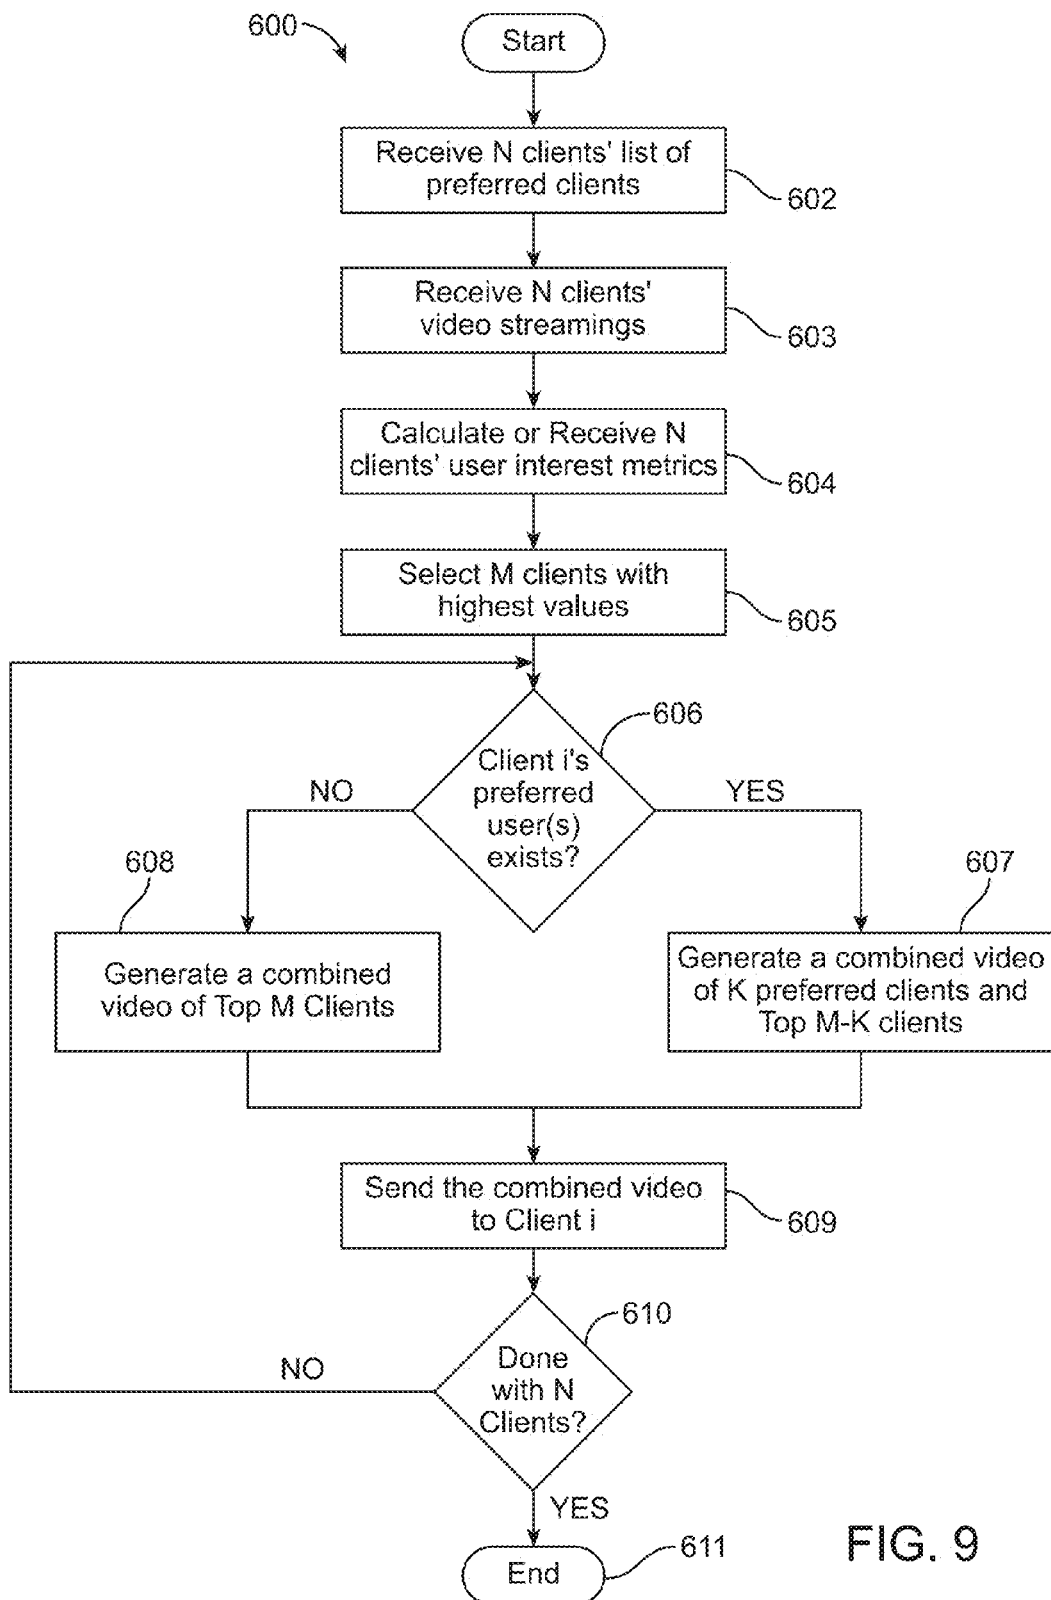 600
Start
Receive N clients' list of
preferred clients
602
Receive N clients'
video streamings
603
Calculate or Receive N
clients' user interest metrics
604
Select M clients with
highest values
605
606
Client i's
preferred
user(s)
exists?
NO
YES
608
607
Generate a combined
video of Top M Clients
Generate a combined video
of K preferred clients and
Top M-K clients
Send the combined video
to Client i
609
610
Done
with N
Clients?
NO
YES
End
611
FIG. 9